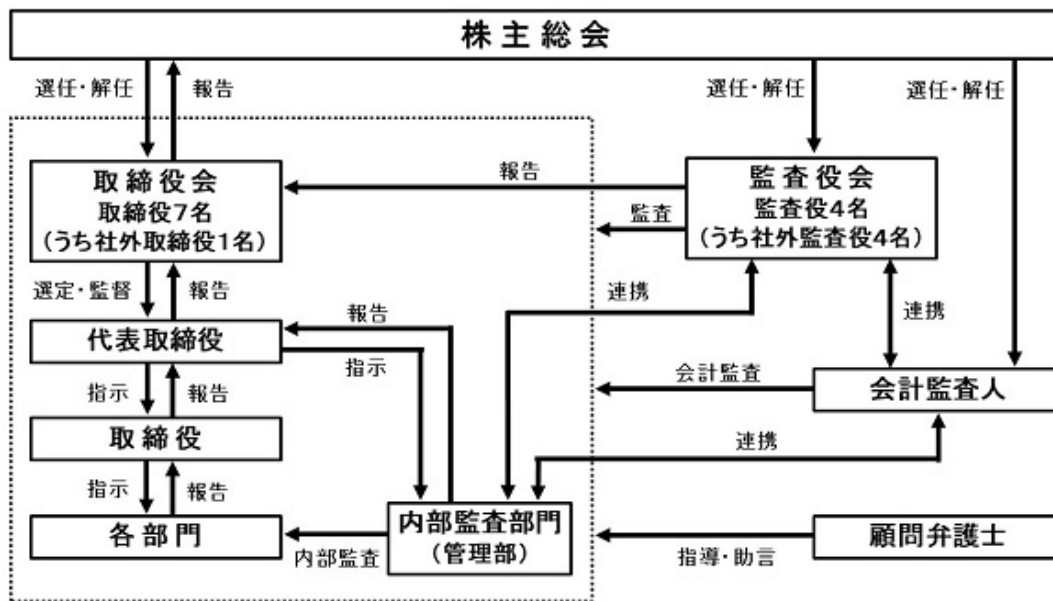 株主総会
選任・解任
報告
選任・解任
選任・解任
取締役会
取締役7名
(うち社外取締役1名)
報告
監査
監査役会
監査役4名
(うち社外監査役4名)
選定・監督
報告
連携
連携
代表取締役
報告
指示
指示
報告
会計監査
会計監査人
取締役
連携
指示
報告
各部門
内部監査
内部監査部門
(管理部)
指導・助言
顧問弁護士